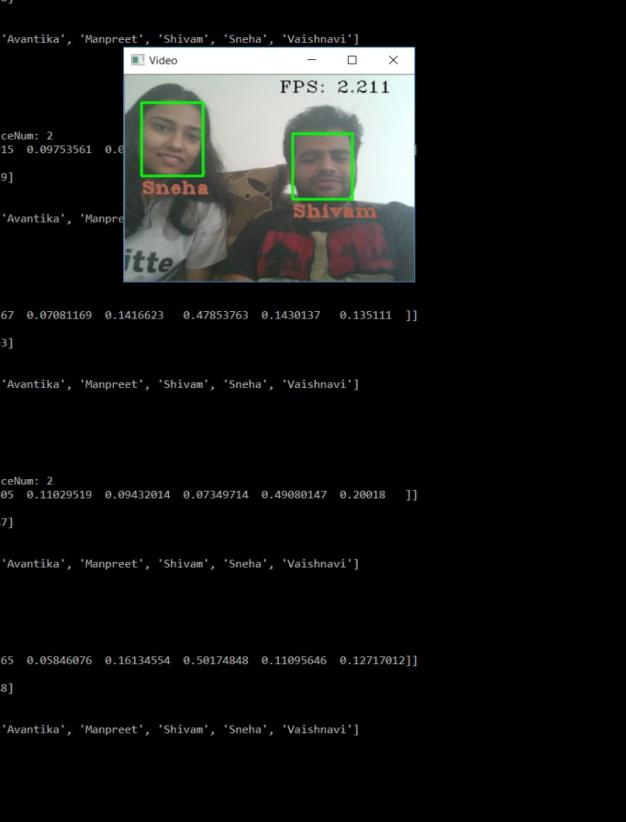 'Avantika', 'Manpreet', 'Shivam', 'Sneha', 'Vaishnavi']
Video
FPS: 2.211
ceNum: 2
15 0.09753561 0.0
9]
Sneha
Shivam
'Avantika', 'Manpre
itte
67 0.07081169 0.1416623 0.47853763 0.1430137 0.135111 ]]
3]
'Avantika', 'Manpreet', 'Shivam', 'Sneha', 'Vaishnavi']
ceNum: 2
05 0.11029519 0.09432014 0.07349714 0.49080147 0.20018 ]]
7]
'Avantika', 'Manpreet', 'Shivam', 'Sneha', 'Vaishnavi']
65 0.05846076 0.16134554 0.50174848 0.11095646 0.12717012]]
8]
'Avantika', 'Manpreet', 'Shivam', 'Sneha', 'Vaishnavi']